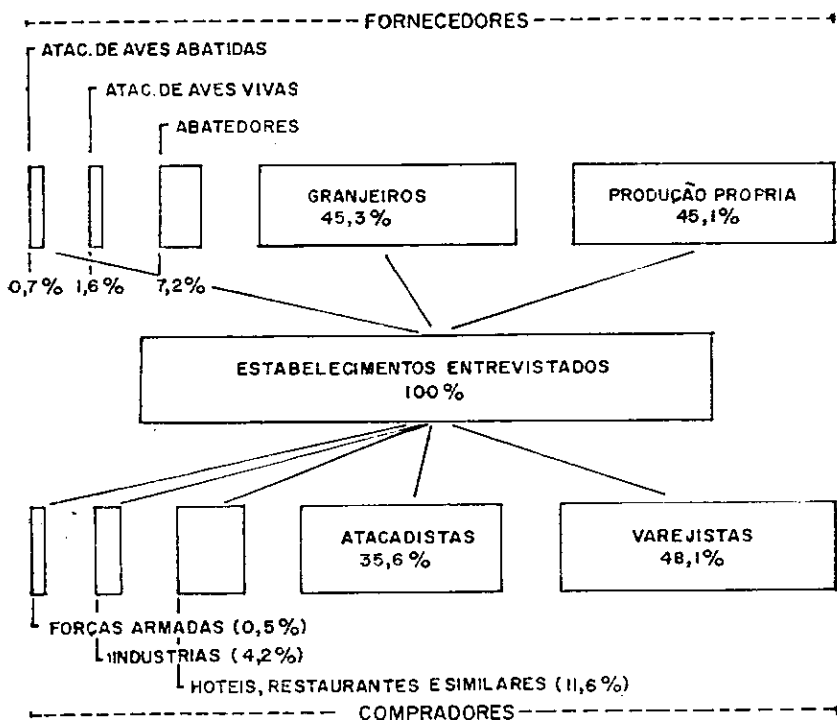 FORNECEDORES
ATAC. DE AVES ABATIDAS
ATAC. DE AVES VIVAS
ABATEDORES
GRANJEIROS
45,3%
PRODUÇÃO PROPRIA
45,1%
0,7% 1,6% 7,2%
ESTABELECIMENTOS ENTREVISTADOS
100%
ATACADISTAS
35,6%
VAREJISTAS
48,1%
FORÇAS ARMADAS (0,5%)
INDUSTRIAS (4,2%)
HOTEIS, RESTAURANTES E SIMILARES (11,6%)
COMPRADORES